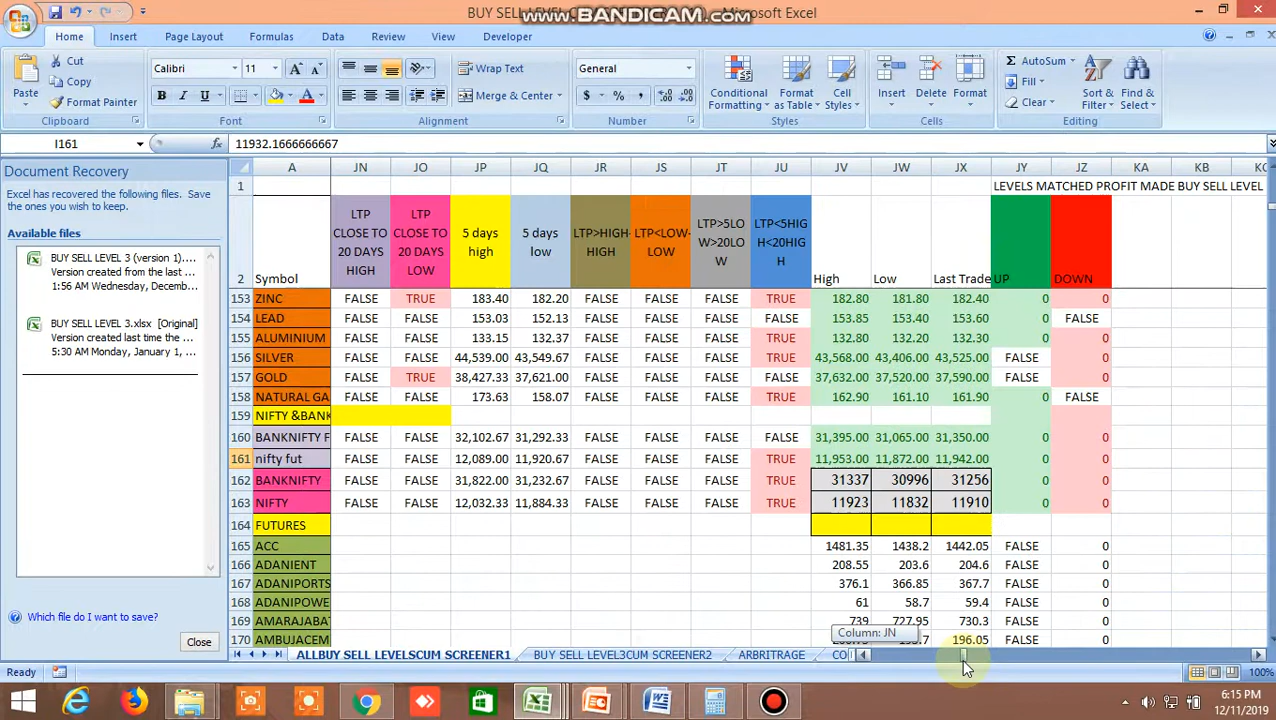 BUY SELL LEVEL
www.BANDICAM.com
Microsoft Excel
Home Insert Page Layout Formulas Data Review View Developer
Paste
Cut
Copy
Format Painter
Clipboard
Calibri 11
B I U
Font
Wrap Text
Merge & Center
Alignment
General
$ % ,
Number
Conditional Formatting
Format as Table
Cell Styles
Styles
Insert Delete Format
Cells
AutoSum
Fill
Clear
Sort & Filter
Find & Select
Editing
I161 fx 11932.1666666667
Document Recovery
Excel has recovered the following files. Save the ones you wish to keep.
Available files
BUY SELL LEVEL 3 (version 1)....
Version created from the last ...
1:56 AM Wednesday, Decemb...
BUY SELL LEVEL 3.xlsx [Original]
Version created last time the ...
5:30 AM Monday, January 1, ...
Which file do I want to save?
Close
A JN JO JP JQ JR JS JT JU JV JW JX JY JZ KA KB KC
1 LEVELS MATCHED PROFIT MADE BUY SELL LEVEL
2 Symbol LTP CLOSE TO 20 DAYS HIGH LTP CLOSE TO 20 DAYS LOW 5 days high 5 days low LTP>HIGH-HIGH LTP<LOW-LOW LTP>5LOW>20LOW LTP<5HIGH<20HIGH High Low Last Trade UP DOWN
153 ZINC FALSE TRUE 183.40 182.20 FALSE FALSE FALSE TRUE 182.80 181.80 182.40 0 0
154 LEAD FALSE FALSE 153.03 152.13 FALSE FALSE FALSE FALSE 153.85 153.40 153.60 0 FALSE
155 ALUMINIUM FALSE FALSE 133.15 132.37 FALSE FALSE FALSE TRUE 132.80 132.20 132.30 0 0
156 SILVER FALSE FALSE 44,539.00 43,549.67 FALSE FALSE FALSE TRUE 43,568.00 43,406.00 43,525.00 FALSE 0
157 GOLD FALSE TRUE 38,427.33 37,621.00 FALSE FALSE FALSE FALSE 37,632.00 37,520.00 37,590.00 FALSE 0
158 NATURAL GA FALSE FALSE 173.63 158.07 FALSE FALSE FALSE TRUE 162.90 161.10 161.90 0 FALSE
159 NIFTY &BANK
160 BANKNIFTY F FALSE FALSE 32,102.67 31,292.33 FALSE FALSE FALSE FALSE 31,395.00 31,065.00 31,350.00 0 0
161 nifty fut FALSE FALSE 12,089.00 11,920.67 FALSE FALSE FALSE TRUE 11,953.00 11,872.00 11,942.00 0 0
162 BANKNIFTY FALSE FALSE 31,822.00 31,232.67 FALSE FALSE FALSE TRUE 31337 30996 31256 0 0
163 NIFTY FALSE FALSE 12,032.33 11,884.33 FALSE FALSE FALSE TRUE 11923 11832 11910 0 0
164 FUTURES
165 ACC 1481.35 1438.2 1442.05 FALSE 0
166 ADANIENT 208.55 203.6 204.6 FALSE 0
167 ADANIPORTS 376.1 366.85 367.7 FALSE 0
168 ADANIPOWE 61 58.7 59.4 FALSE 0
169 AMARAJABAT 739 727.95 730.3 FALSE 0
170 AMBUJACEM 196.05 FALSE 0
Column: JN
ALLBUY SELL LEVELSCUM SCREENER1 BUY SELL LEVEL3CUM SCREENER2 ARBITRAGE CO
Ready 100%
6:15 PM
12/11/2019